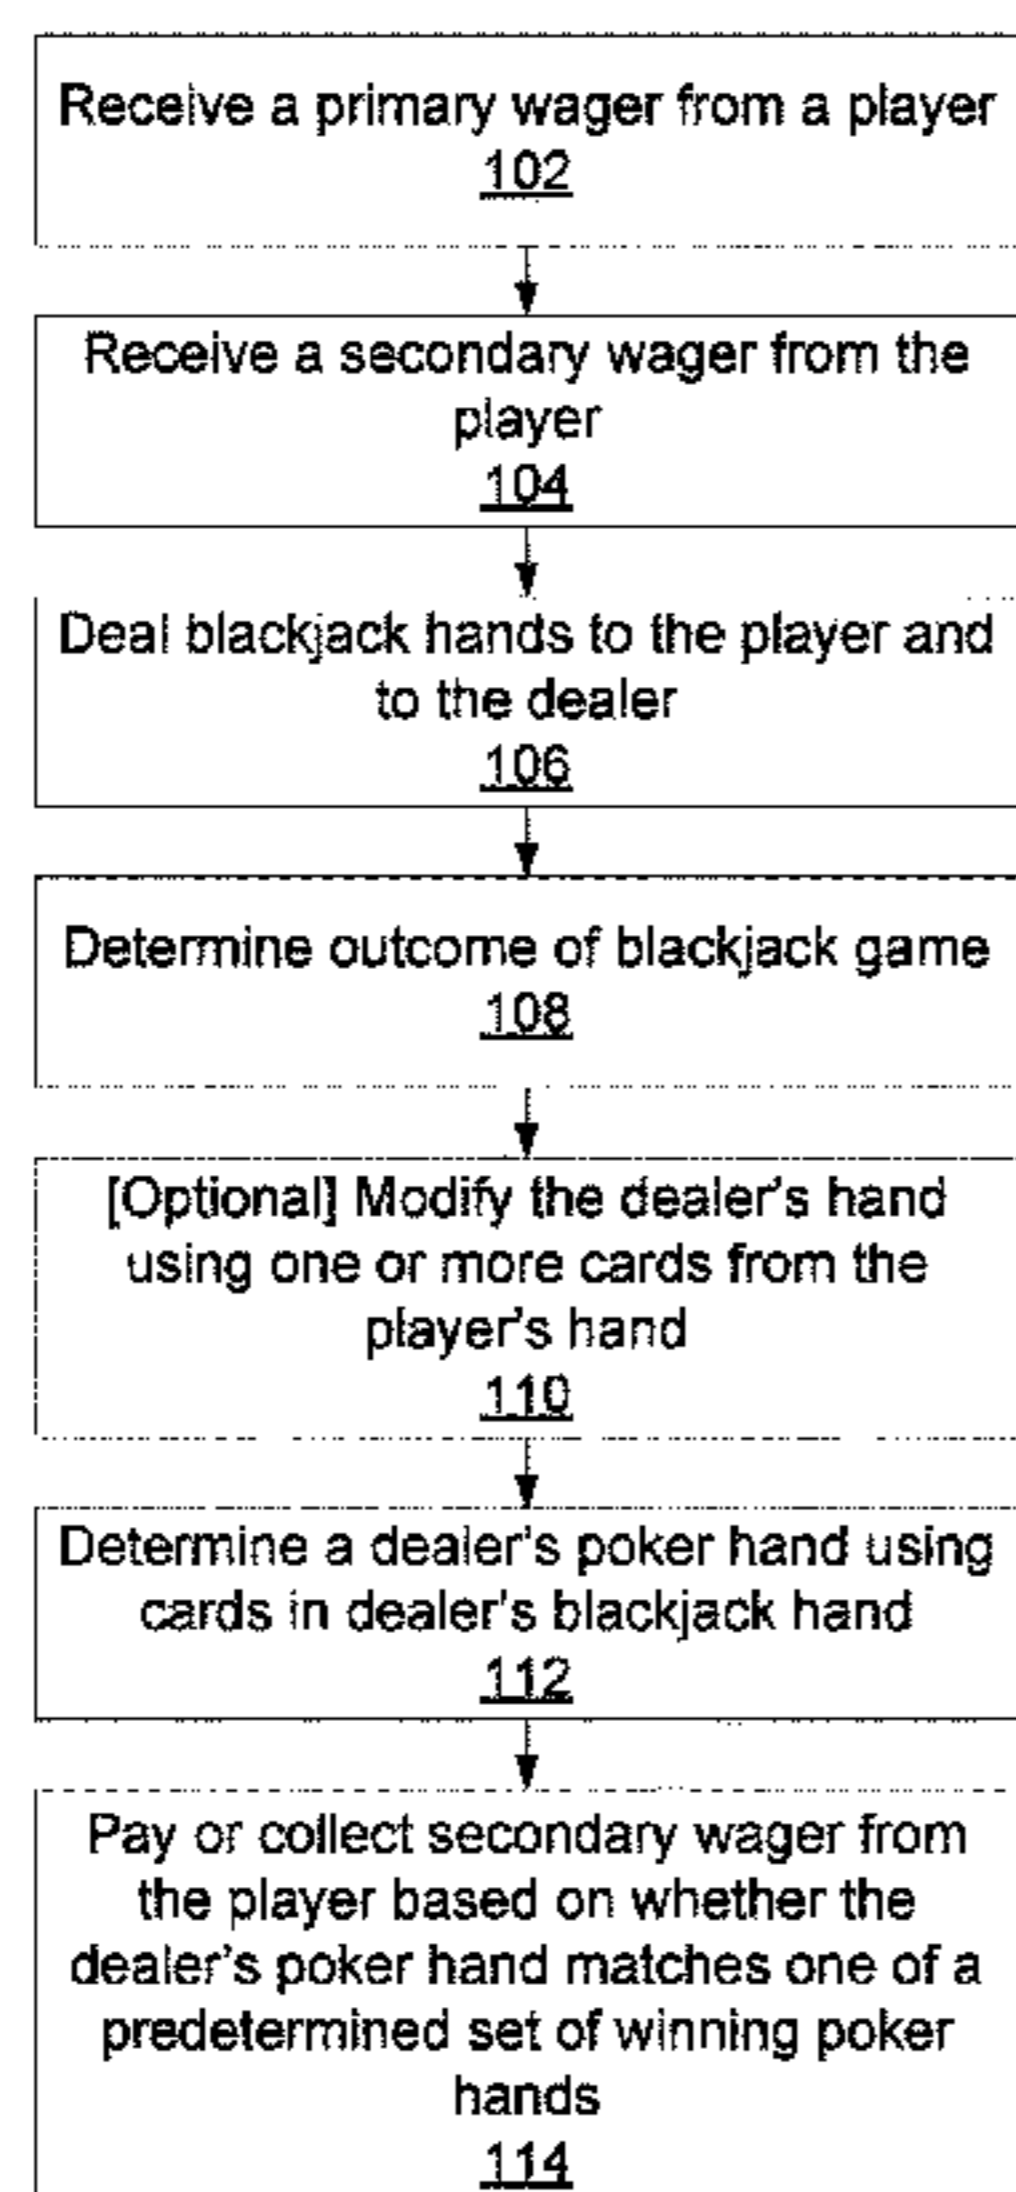 Receive a primary wager from a player
102
Receive a secondary wager from the
player
104
Deal blackjack hands to the player and
to the dealer
106
Determine outcome of blackjack game
108
[Optional] Modify the dealer's hand
using one or more cards from the
player's hand
110
Determine a dealer's poker hand using
cards in dealer's blackjack hand
112
Pay or collect secondary wager from
the player based on whether the
dealer's poker hand matches one of a
predetermined set of winning poker
hands
114